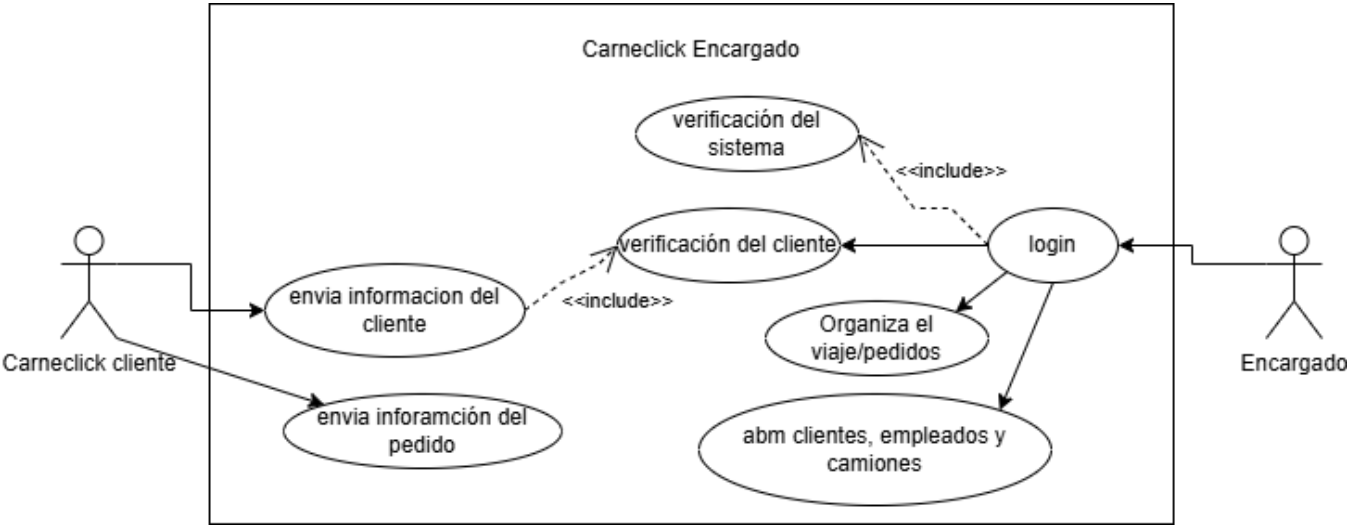 Carneclick Encargado
verificación del
sistema
<<include>>
verificación del cliente
login
envia informacion del
cliente
<<include>>
Organiza el
viaje/pedidos
Carneclick cliente
Encargado
envia inforamción del
pedido
abm clientes, empleados y
camiones